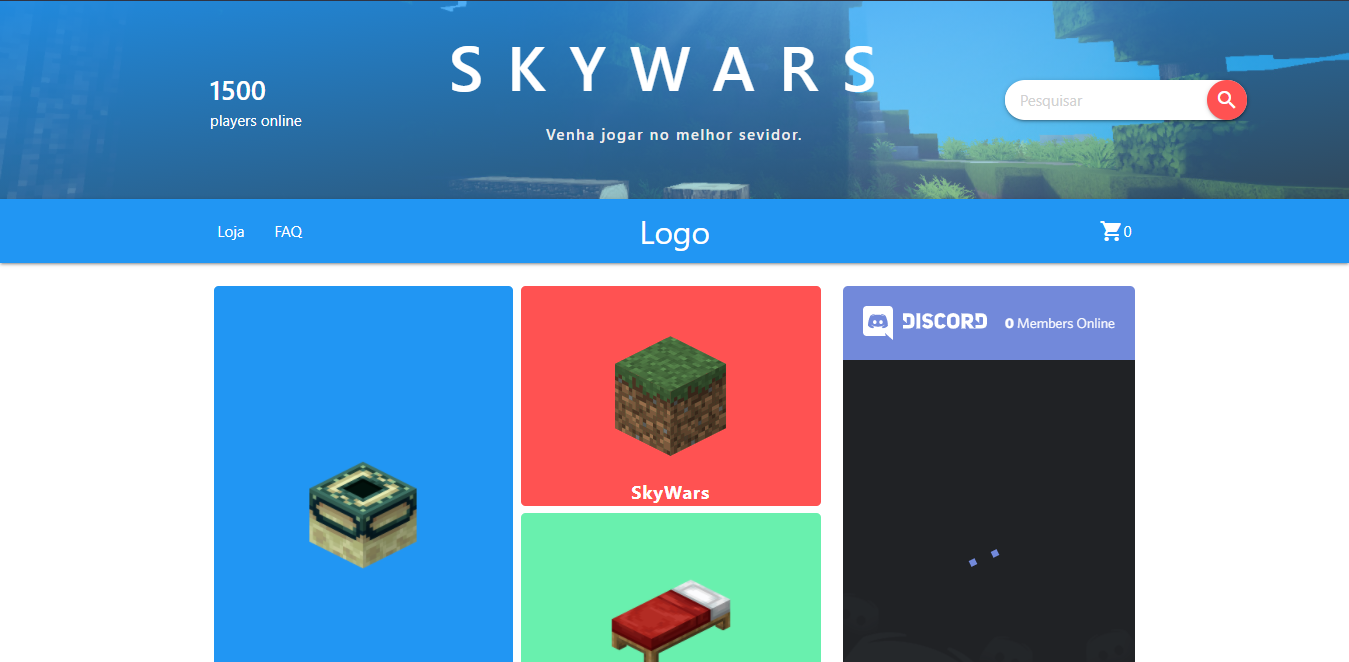 SKYWARS
1500
players online
Pesquisar
Venha jogar no melhor sevidor.
Loja FAQ Logo 0
DISCORD 0 Members Online
SkyWars